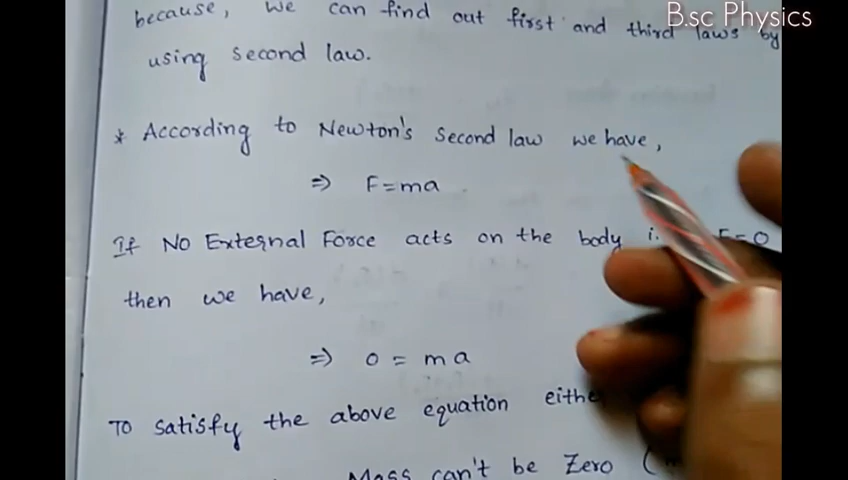 B.sc Physics
because, we can find out first and third laws by
using second law.
* According to Newton's second law we have,
⇒ F=ma
If No External Force acts on the body i. F=0
then we have,
⇒ 0 = ma
To satisfy the above equation eithe
Mass can't be Zero (